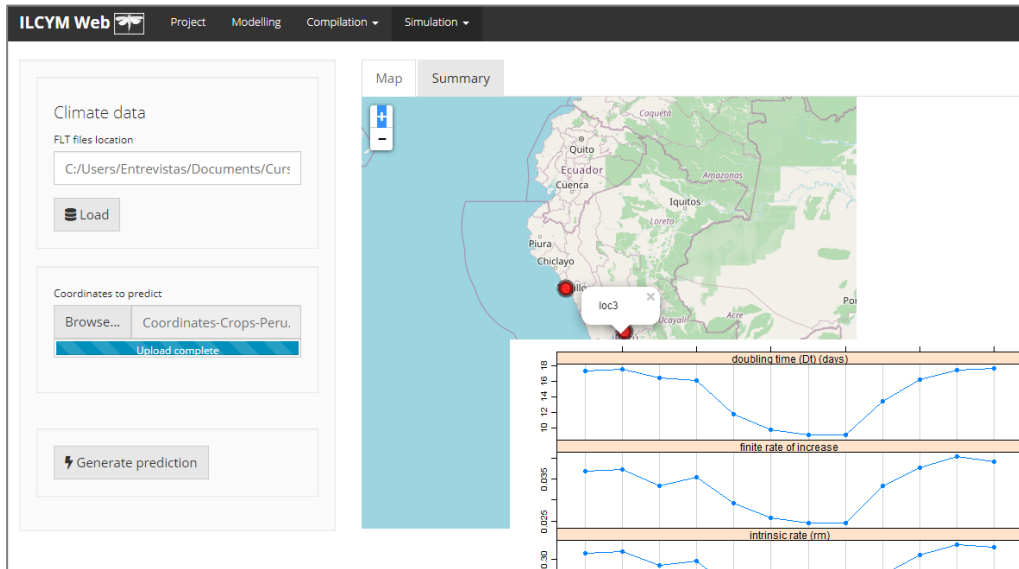 ILCYM Web
Project
Modelling
Compilation
Simulation
Climate data
FLT files location
C:/Users/Entrevistas/Documents/Curs
Load
Coordinates to predict
Browse...
Coordinates-Crops-Peru.
Upload complete
Generate prediction
Map
Summary
+
−
Caquetá
Quito
Ecuador
Cuenca
Amazonas
Iquitos
Loreto
Piura
Chiclayo
loc3
×
Ucayali
Acre
doubling time (Dt) (days)
18
16
14
12
10
finite rate of increase
0.035
0.025
intrinsic rate (rm)
0.30